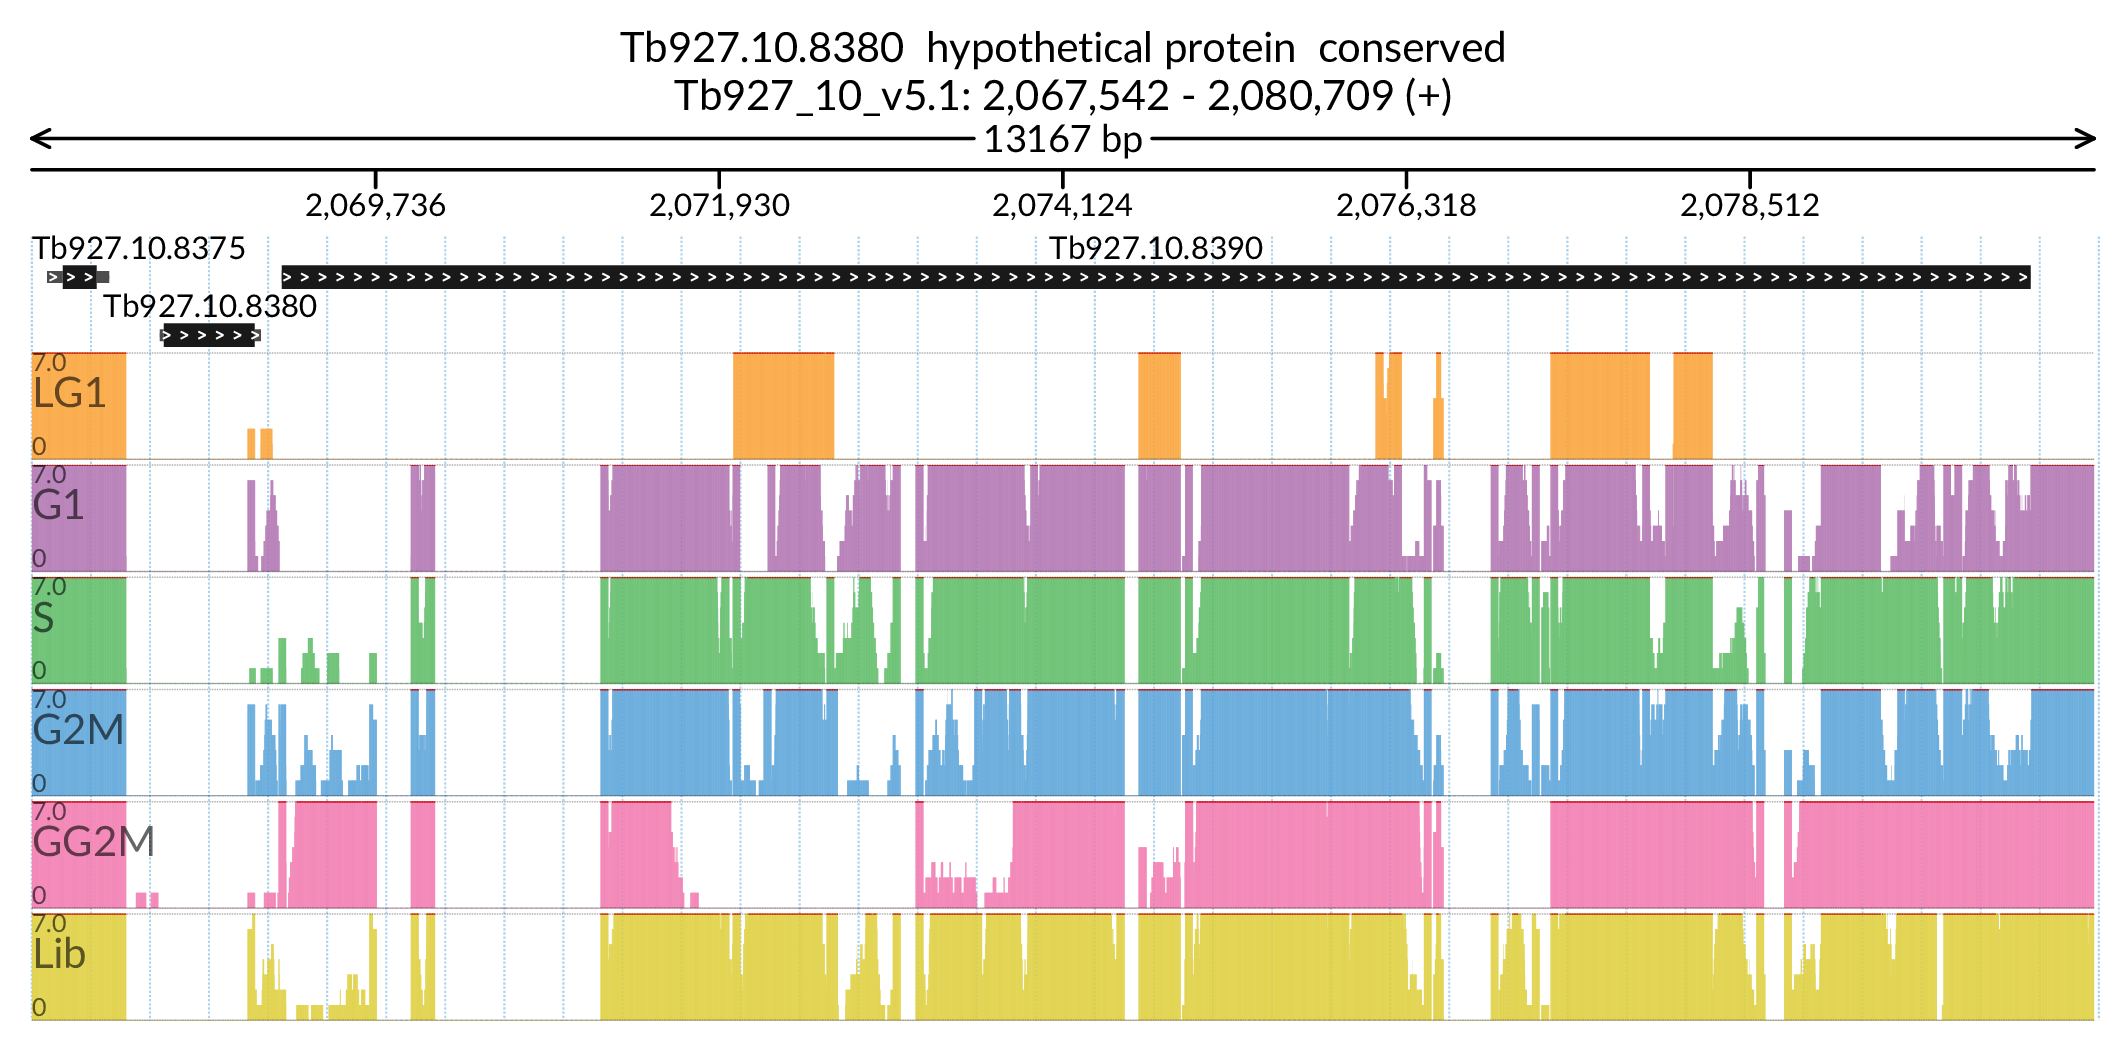 Tb927.10.8380 hypothetical protein conserved
Tb927_10_v5.1: 2,067,542 - 2,080,709 (+)
13167 bp
2,069,736 2,071,930 2,074,124 2,076,318 2,078,512
Tb927.10.8375 Tb927.10.8390
Tb927.10.8380
7.0
LG1
0
7.0
G1
0
7.0
S
0
7.0
G2M
0
7.0
GG2M
0
7.0
Lib
0